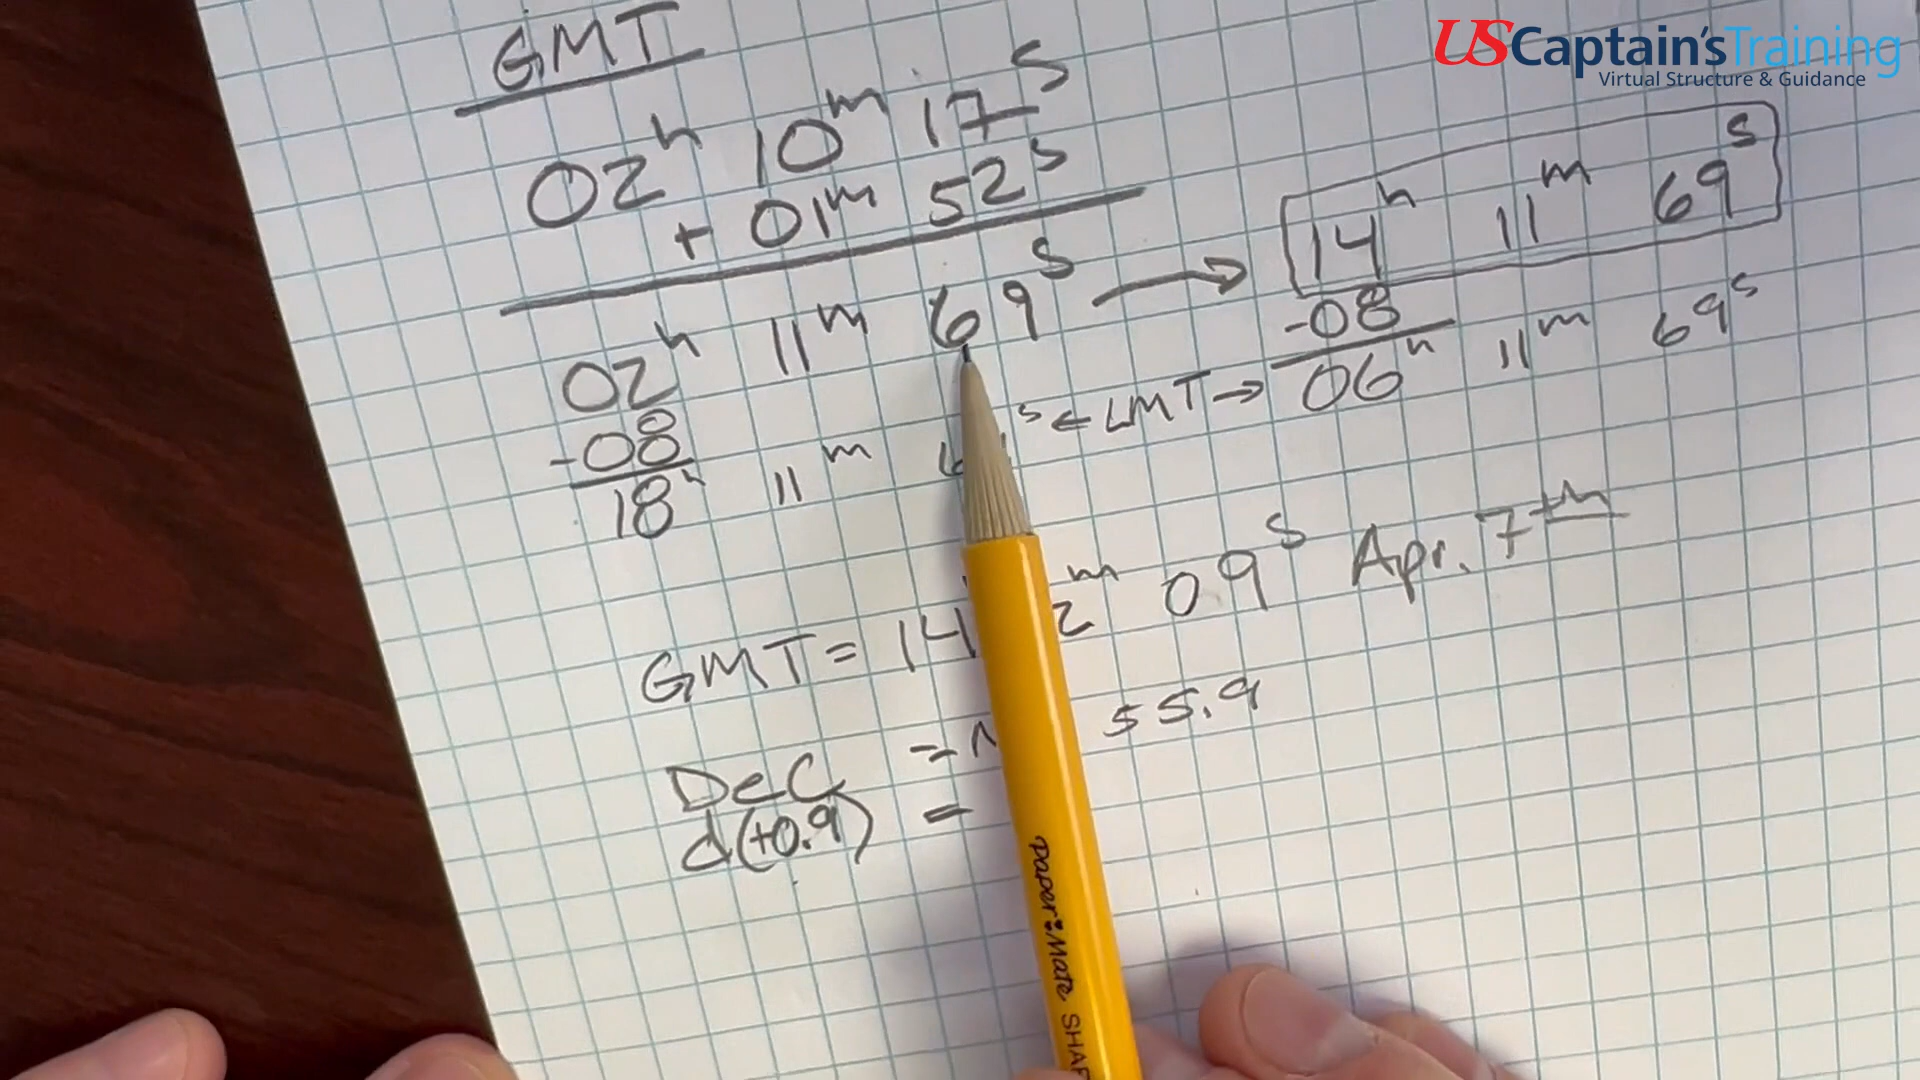 USCaptain'sTraining
Virtual Structure & Guidance
GMT
02h 10m 17s
+ 01m 52s
02h 11m 69s → 14h 11m 69s
-08
18h 11m s ← LMT →
-08
06h 11m 69s
GMT = 14 2m 09s Apr. 7th
Dec = N 55.9
d(+0.9) =
Paper:Mate. SHAR